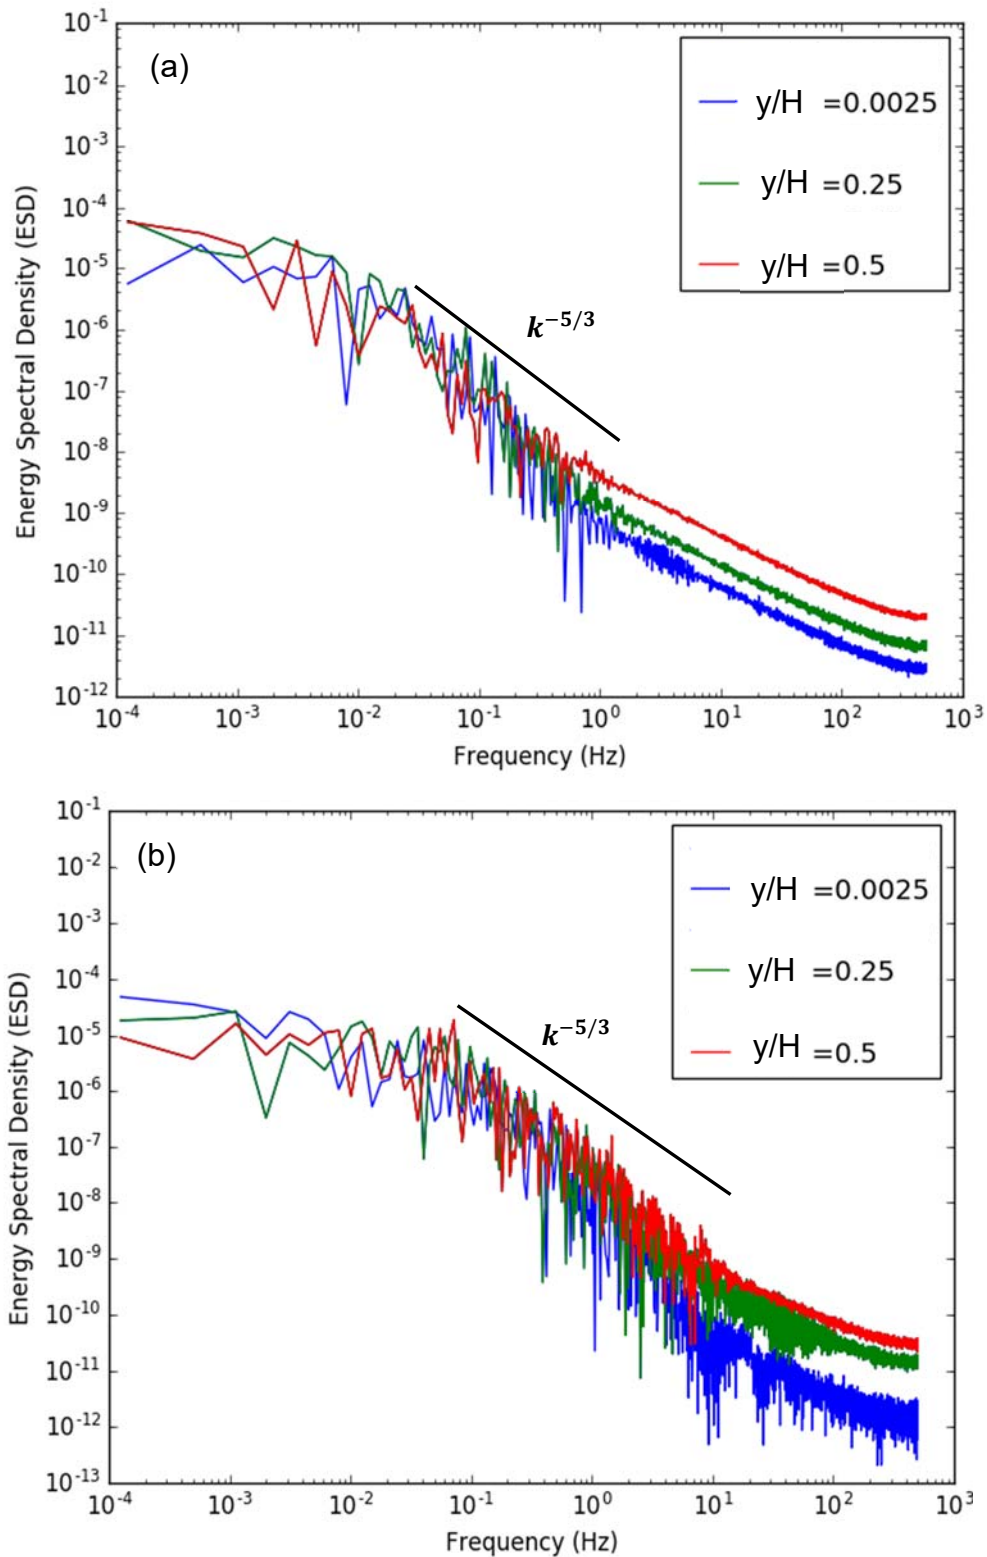 (a)
10^-1
10^-2
10^-3
10^-4
10^-5
10^-6
10^-7
10^-8
10^-9
10^-10
10^-11
10^-12
Energy Spectral Density (ESD)
y/H =0.0025
y/H =0.25
y/H =0.5
k^-5/3
10^-4 10^-3 10^-2 10^-1 10^0 10^1 10^2 10^3
Frequency (Hz)
(b)
10^-1
10^-2
10^-3
10^-4
10^-5
10^-6
10^-7
10^-8
10^-9
10^-10
10^-11
10^-12
10^-13
Energy Spectral Density (ESD)
y/H =0.0025
y/H =0.25
y/H =0.5
k^-5/3
10^-4 10^-3 10^-2 10^-1 10^0 10^1 10^2 10^3
Frequency (Hz)